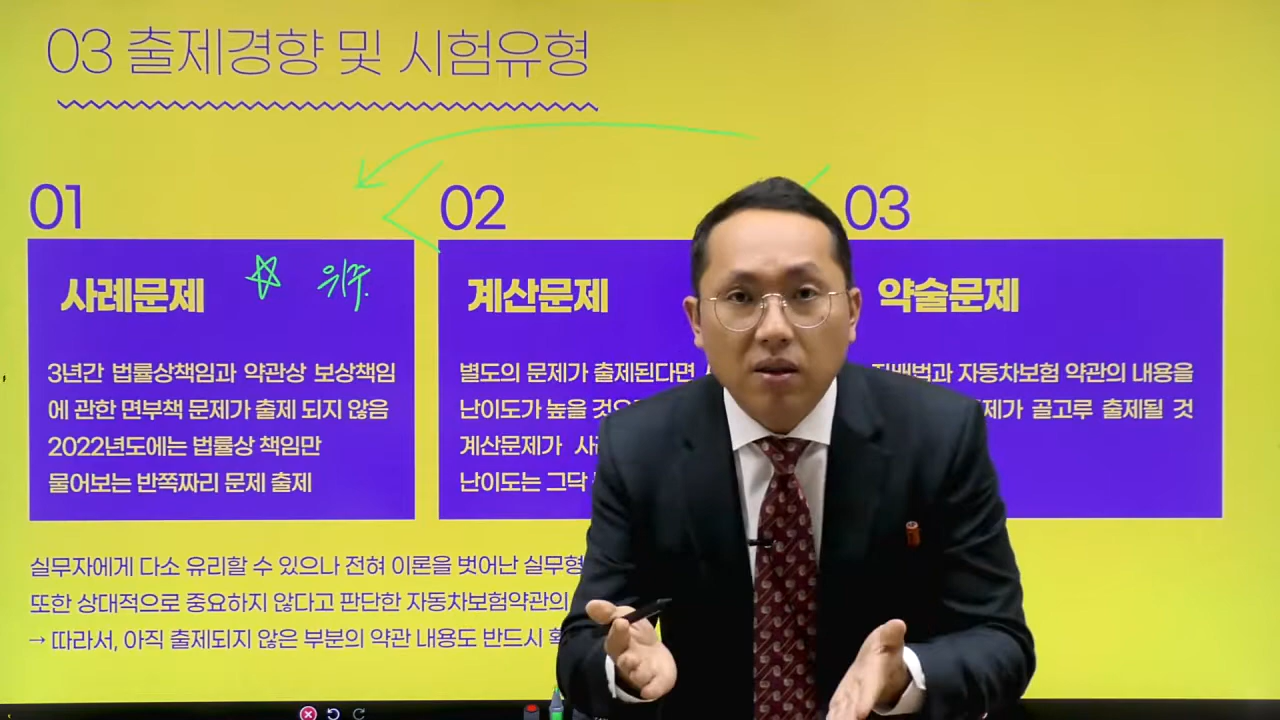 03 출제경향 및 시험유형
01
사례문제
위주.
3년간 법률상책임과 약관상 보상책임
에 관한 면부책 문제가 출제 되지 않음
2022년도에는 법률상 책임만
물어보는 반쪽짜리 문제 출제
02
계산문제
별도의 문제가 출제된다면
난이도가 높을
계산문제가
난이도는 그닥
03
약술문제
자배법과 자동차보험 약관의 내용을
골고루 출제될 것
실무자에게 다소 유리할 수 있으나 전혀 이론을 벗어난
또한 상대적으로 중요하지 않다고 판단한 자동차보험약관의
→ 따라서, 아직 출제되지 않은 부분의 약관 내용도 반드시